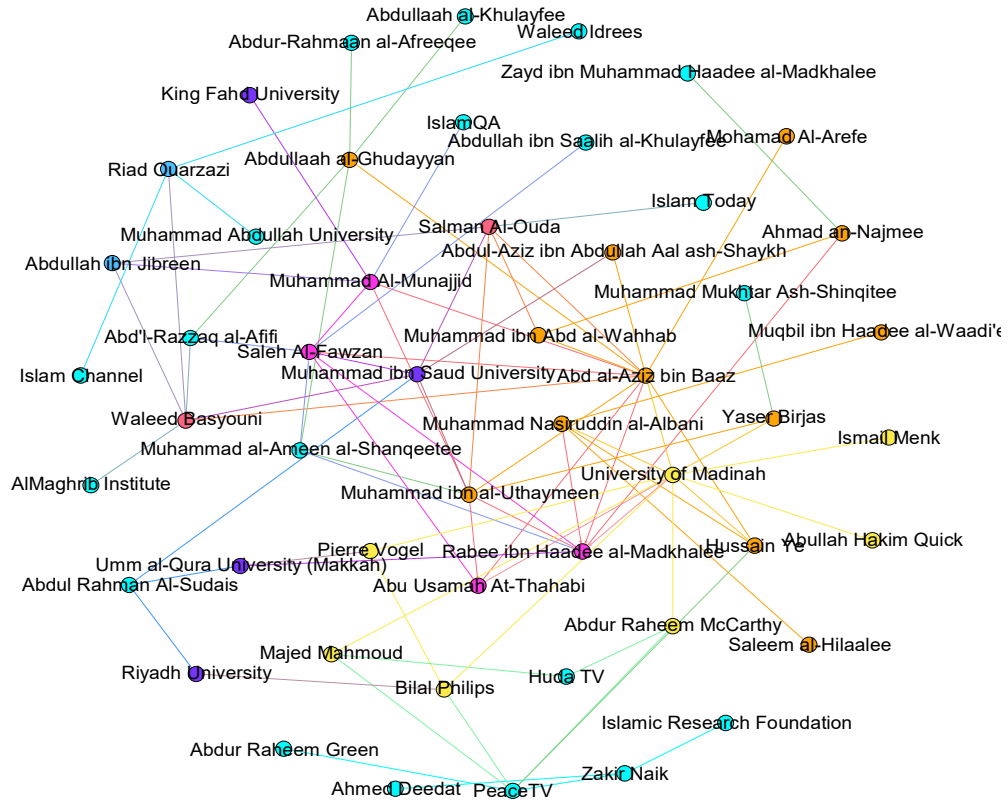 Abdullaah al-Khulayfee
Waleed Idrees
Abdur-Rahmaan al-Afreeqee
Zayd ibn Muhammad Haadee al-Madkhalee
King Fahd University
IslamQA
Mohamad Al-Arefe
Abdullah ibn Saalih al-Khulayfee
Abdullaah al-Ghudayyan
Riad Ouarzazi
Islam Today
Salman Al-Ouda
Ahmad an-Najmee
Muhammad Abdullah University
Abdul-Aziz ibn Abdullah Aal ash-Shaykh
Abdullah ibn Jibreen
Muhammad Al-Munajjid
Muhammad Mukhtar Ash-Shinqitee
Muqbil ibn Haadee al-Waadi'e
Muhammad ibn Abd al-Wahhab
Abd'l-Razzaq al-Afifi
Saleh Al-Fawzan
Muhammad ibn Saud University
Abd al-Aziz bin Baaz
Islam Channel
Waleed Basyouni
Muhammad Nasiruddin al-Albani
Yaser Birjas
Ismail Menk
Muhammad al-Ameen al-Shanqeetee
University of Madinah
AlMaghrib Institute
Muhammad ibn al-Uthaymeen
Pierre Vogel
Rabee ibn Haadee al-Madkhalee
Hussain Ye
Abullah Hakim Quick
Umm al-Qura University (Makkah)
Abdul Rahman Al-Sudais
Abu Usamah At-Thahabi
Abdur Raheem McCarthy
Saleem al-Hilaalee
Majed Mahmoud
Riyadh University
Huda TV
Bilal Philips
Islamic Research Foundation
Abdur Raheem Green
Zakir Naik
Ahmed Deedat
PeaceTV